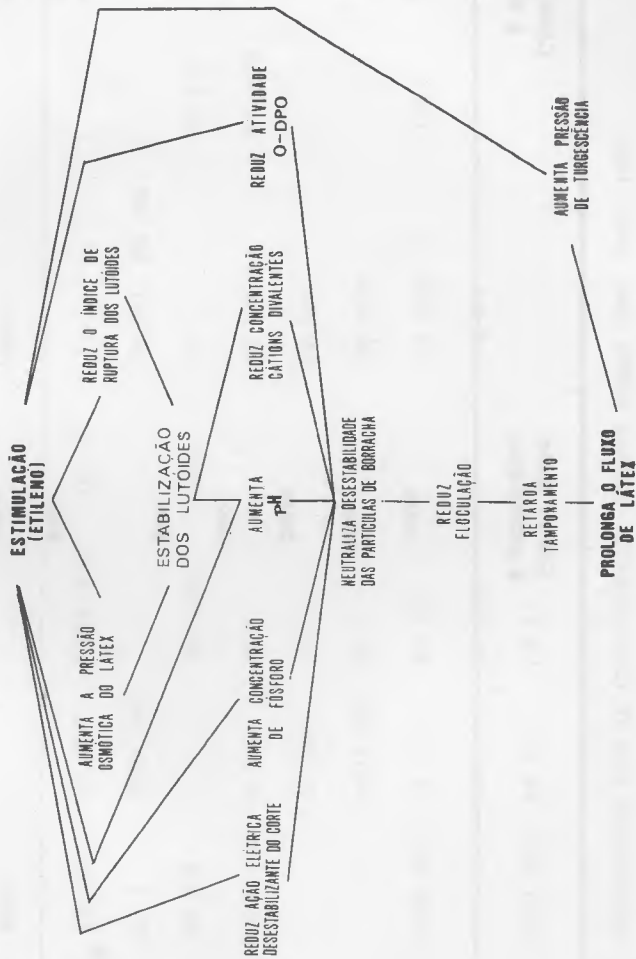 ESTIMULAÇÃO
(ETILENO)
AUMENTA A PRESSÃO
OSMÓTICA DO LÁTEX
REDUZ O ÍNDICE DE
RUPTURA DOS LUTÓIDES
ESTABILIZAÇÃO
DOS LUTÓIDES
REDUZ AÇÃO ELÉTRICA
DESESTABILIZANTE DO CORTE
AUMENTA CONCENTRAÇÃO
DE FÓSFORO
AUMENTA
pH
REDUZ CONCENTRAÇÃO
CÁTIONS DIVALENTES
REDUZ ATIVIDADE
O-DPO
NEUTRALIZA DESESTABILIDADE
DAS PARTÍCULAS DE BORRACHA
REDUZ
FLOCULAÇÃO
RETARDA
TAMPONAMENTO
AUMENTA PRESSÃO
DE TURGESCÊNCIA
PROLONGA O FLUXO
DE LÁTEX